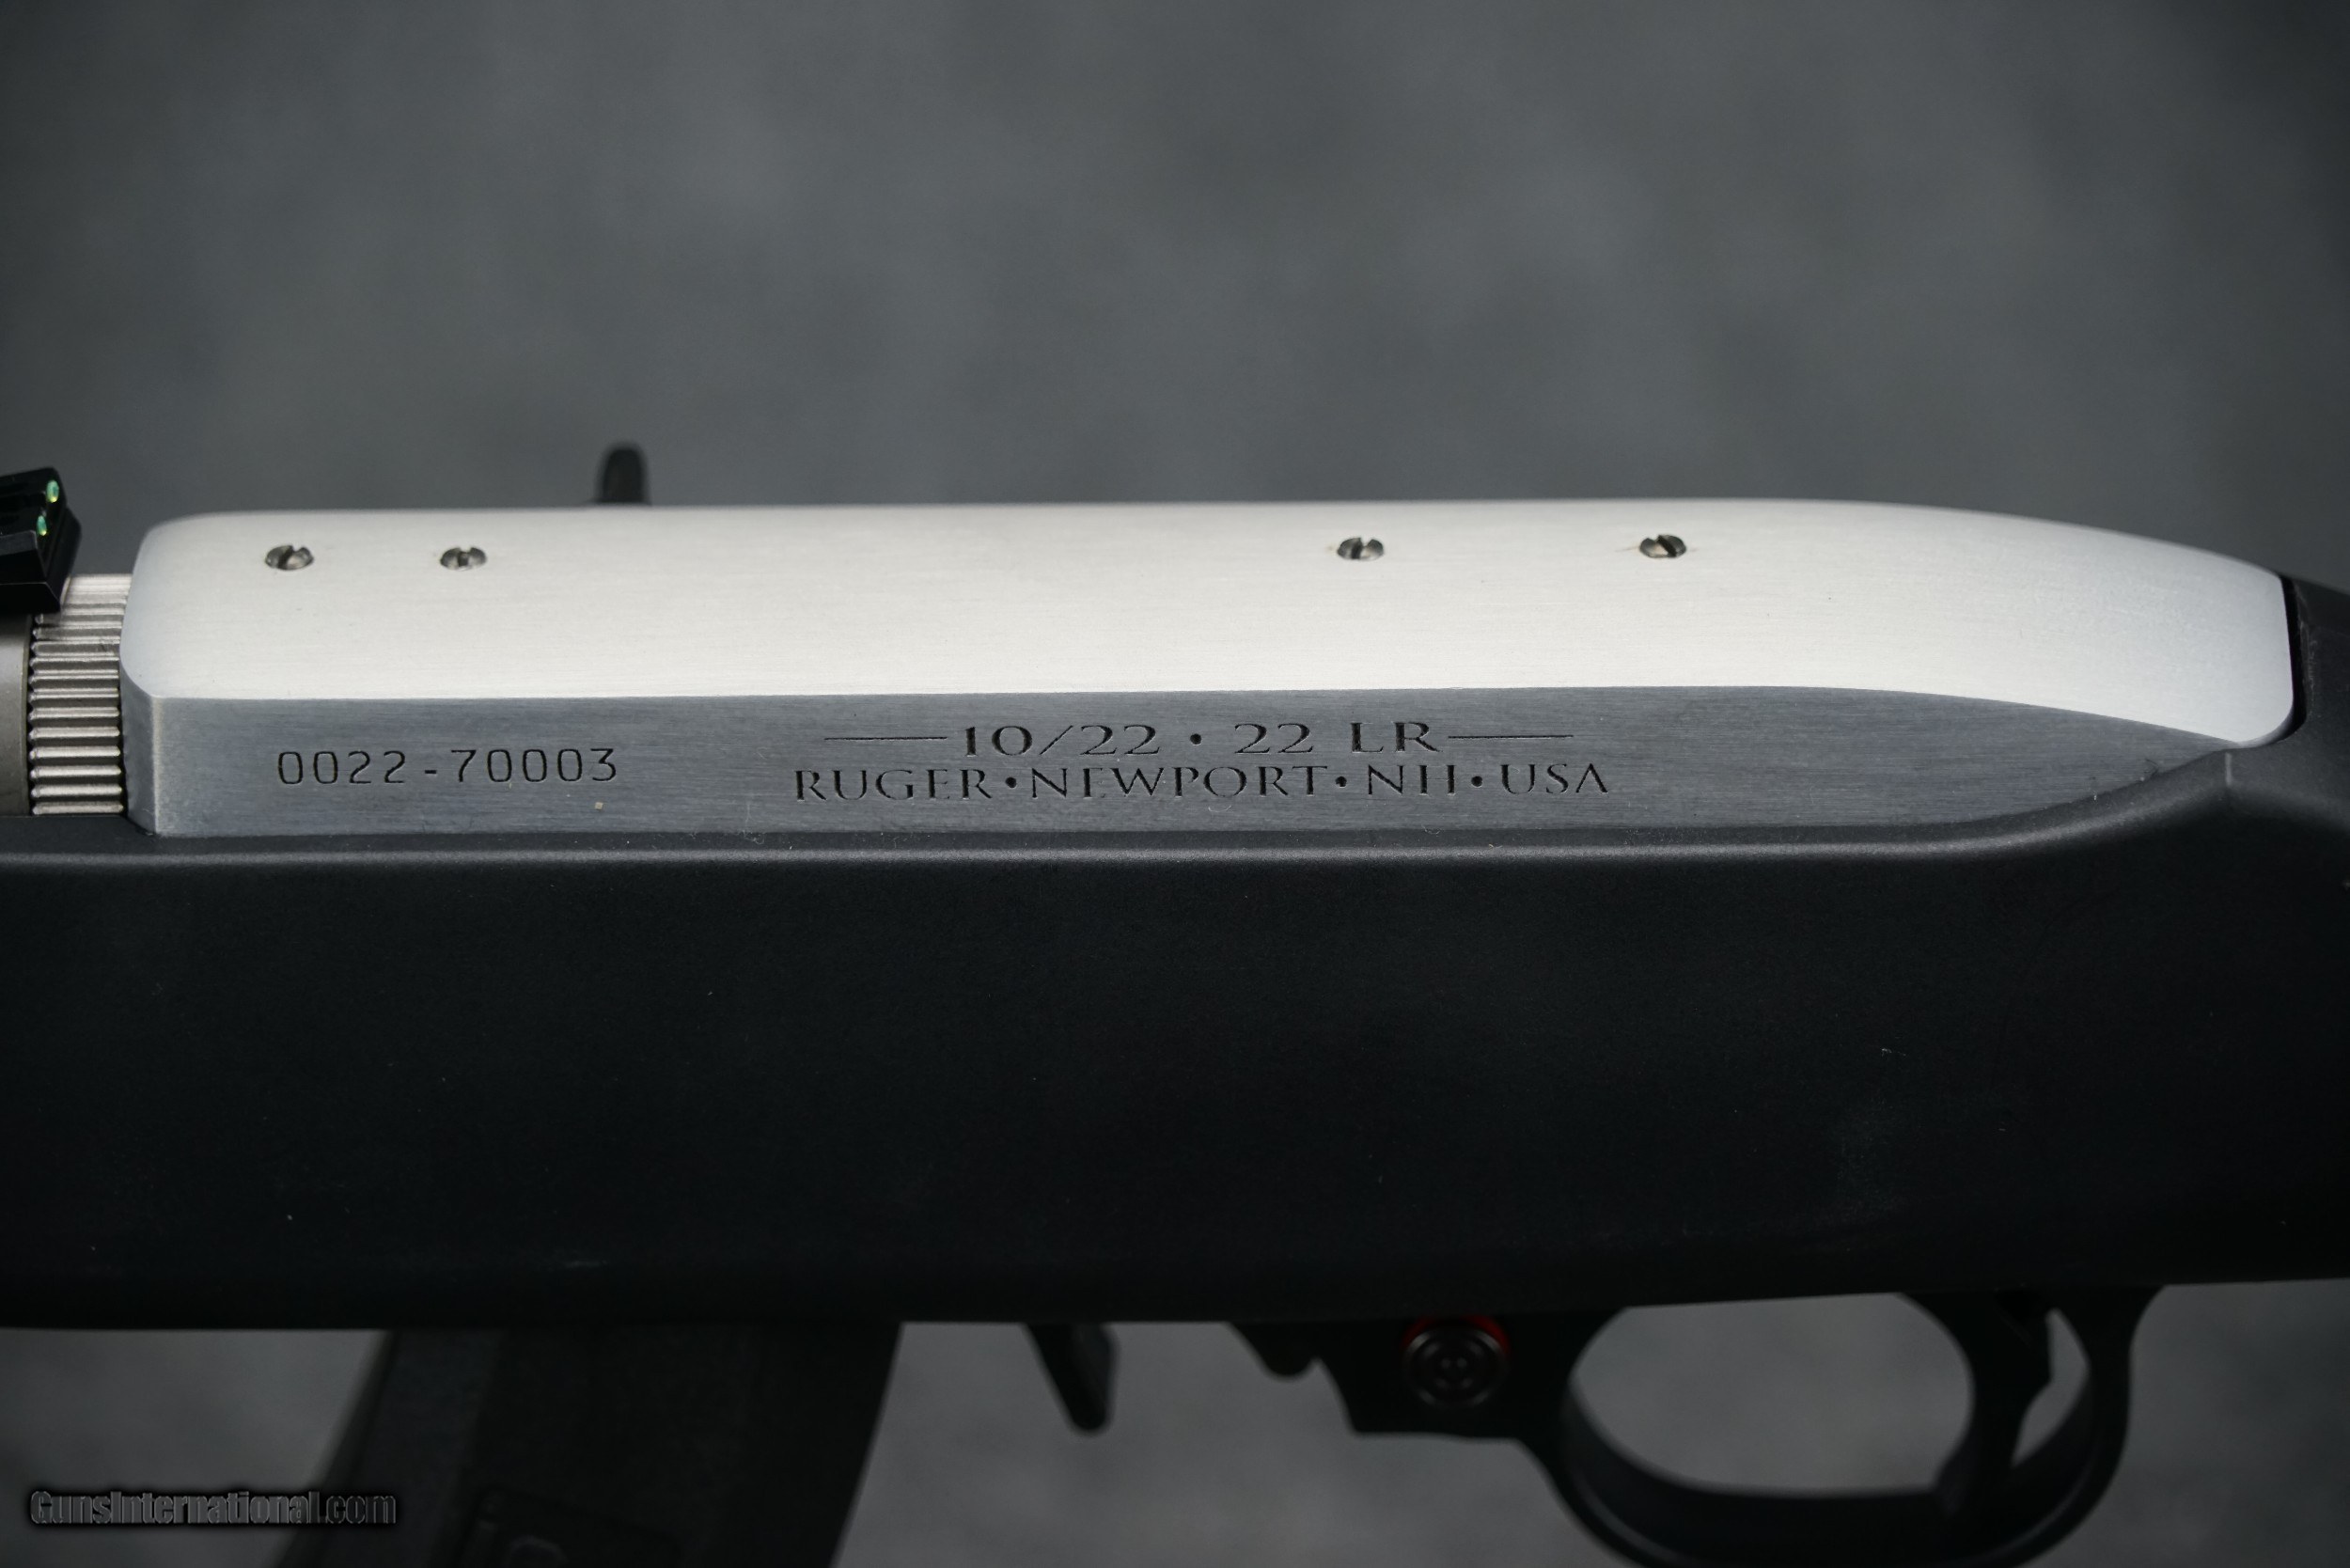 10/22 • 22 LR
0022-70003
RUGER•NEWPORT•NH•USA
GunsInternational.com